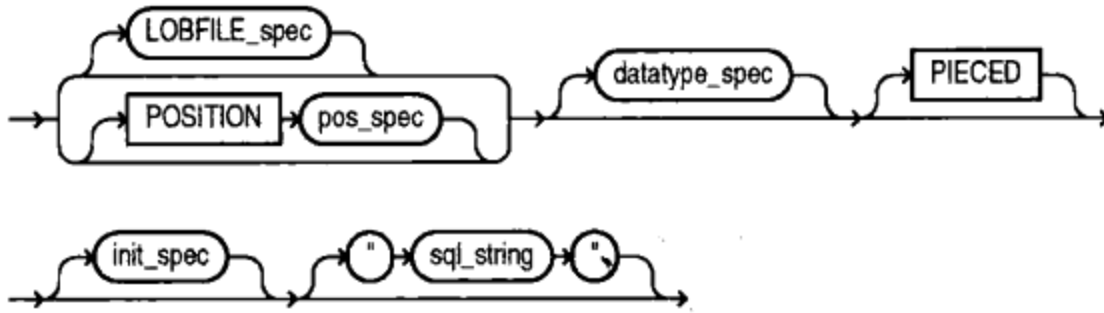 LOBFILE_spec
POSITION pos_spec datatype_spec PIECED
init_spec " sql_string "